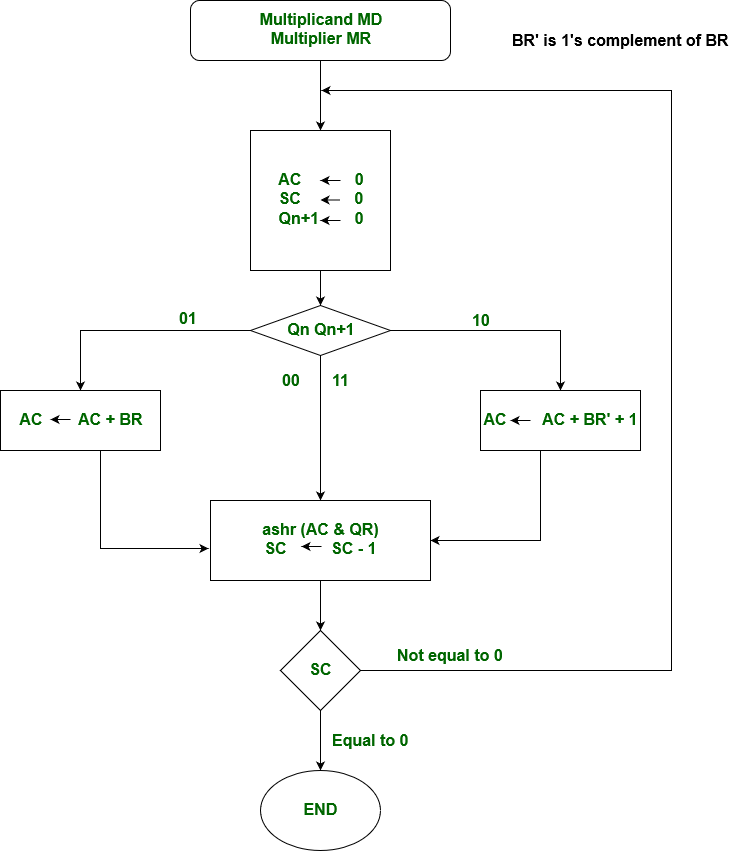 Multiplicand MD
Multiplier MR
BR' is 1's complement of BR
AC ← 0
SC ← 0
Qn+1 ← 0
Qn Qn+1
01
10
00
11
AC ← AC + BR
AC ← AC + BR' + 1
ashr (AC & QR)
SC ← SC - 1
SC
Not equal to 0
Equal to 0
END